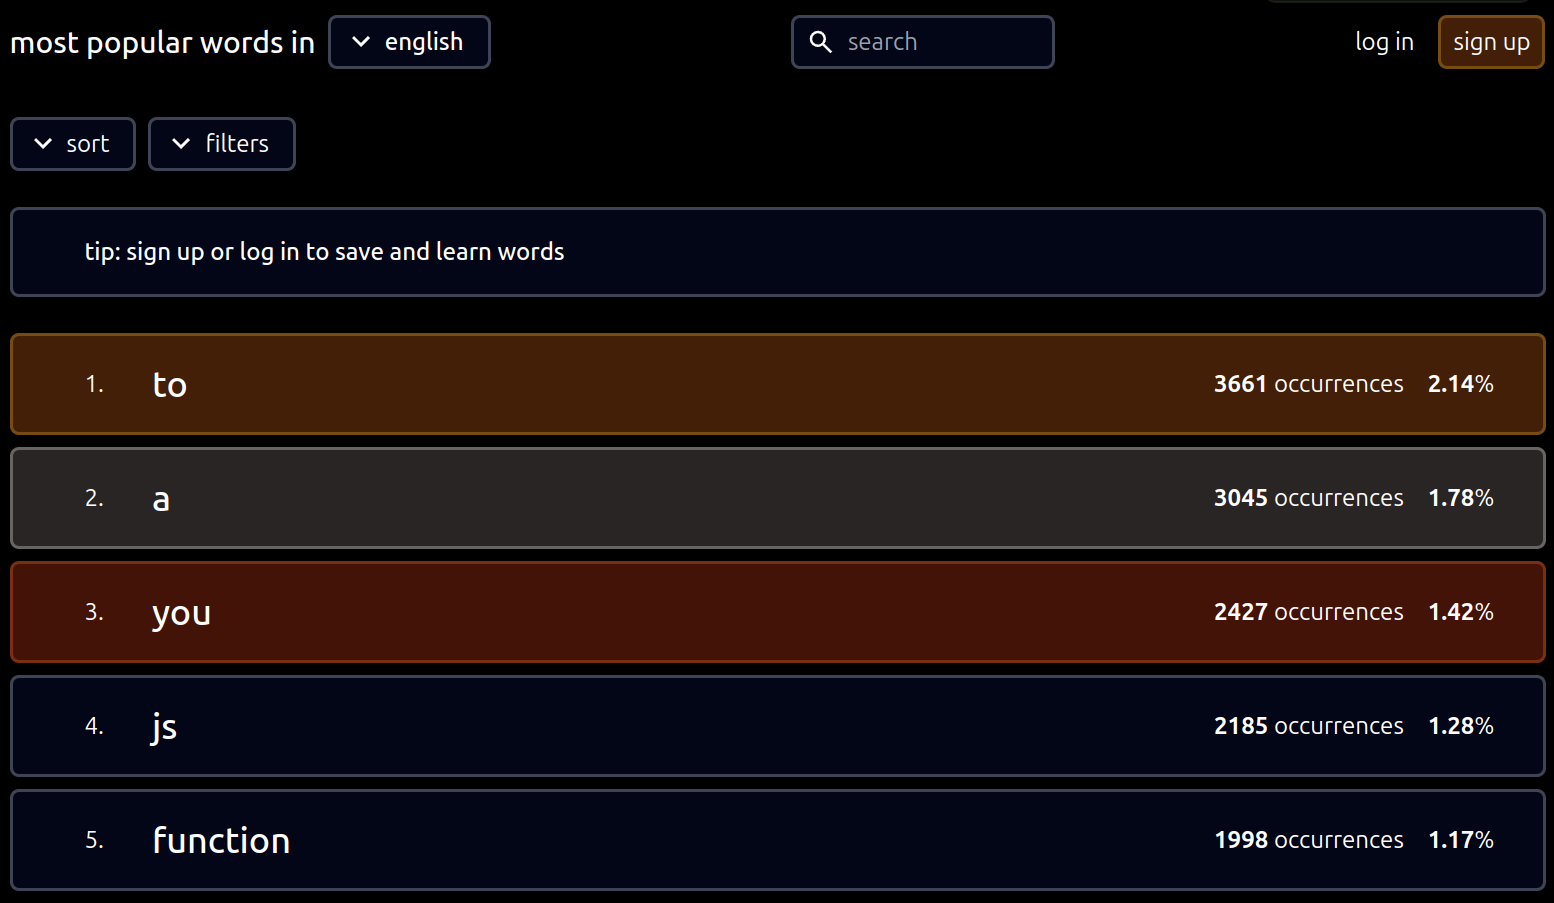 most popular words in english search log in sign up
sort filters
tip: sign up or log in to save and learn words
1. to 3661 occurrences 2.14%
2. a 3045 occurrences 1.78%
3. you 2427 occurrences 1.42%
4. js 2185 occurrences 1.28%
5. function 1998 occurrences 1.17%